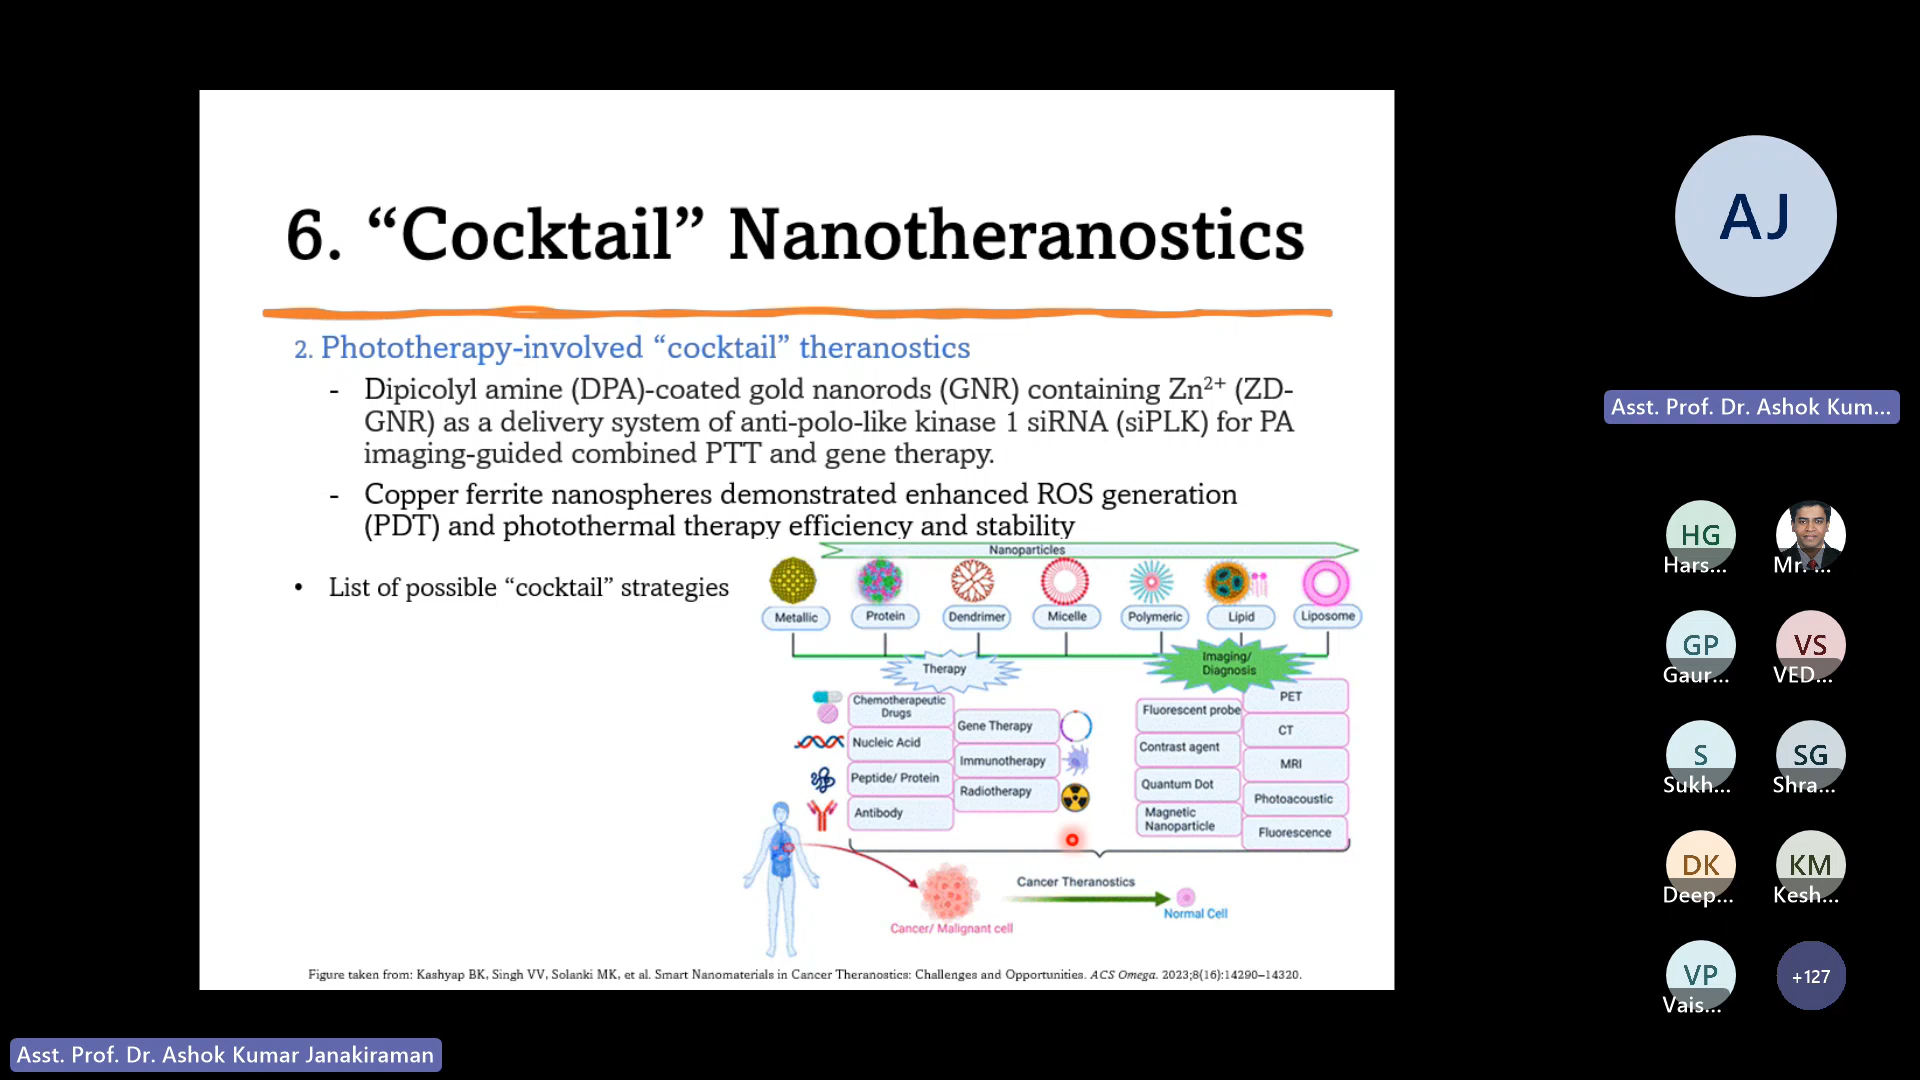 6. “Cocktail” Nanotheranostics
2. Phototherapy-involved “cocktail” theranostics
- Dipicolyl amine (DPA)-coated gold nanorods (GNR) containing Zn²⁺ (ZD-
GNR) as a delivery system of anti-polo-like kinase 1 siRNA (siPLK) for PA
imaging-guided combined PTT and gene therapy.
- Copper ferrite nanospheres demonstrated enhanced ROS generation
(PDT) and photothermal therapy efficiency and stability
• List of possible “cocktail” strategies
Nanoparticles
Metallic
Protein
Dendrimer
Micelle
Polymeric
Lipid
Liposome
Therapy
Imaging/
Diagnosis
Chemotherapeutic
Drugs
Nucleic Acid
Peptide/ Protein
Antibody
Gene Therapy
Immunotherapy
Radiotherapy
Fluorescent probe
Contrast agent
Quantum Dot
Magnetic
Nanoparticle
PET
CT
MRI
Photoacoustic
Fluorescence
Cancer Theranostics
Cancer/ Malignant cell
Normal Cell
Figure taken from: Kashyap BK, Singh VV, Solanki MK, et al. Smart Nanomaterials in Cancer Theranostics: Challenges and Opportunities. ACS Omega. 2023;8(16):14290–14320.
AJ
Asst. Prof. Dr. Ashok Kum...
HG
Hars...
Mr. ...
GP
Gaur...
VS
VED...
S
Sukh...
SG
Shra...
DK
Deep...
KM
Kesh...
VP
Vais...
+127
Asst. Prof. Dr. Ashok Kumar Janakiraman